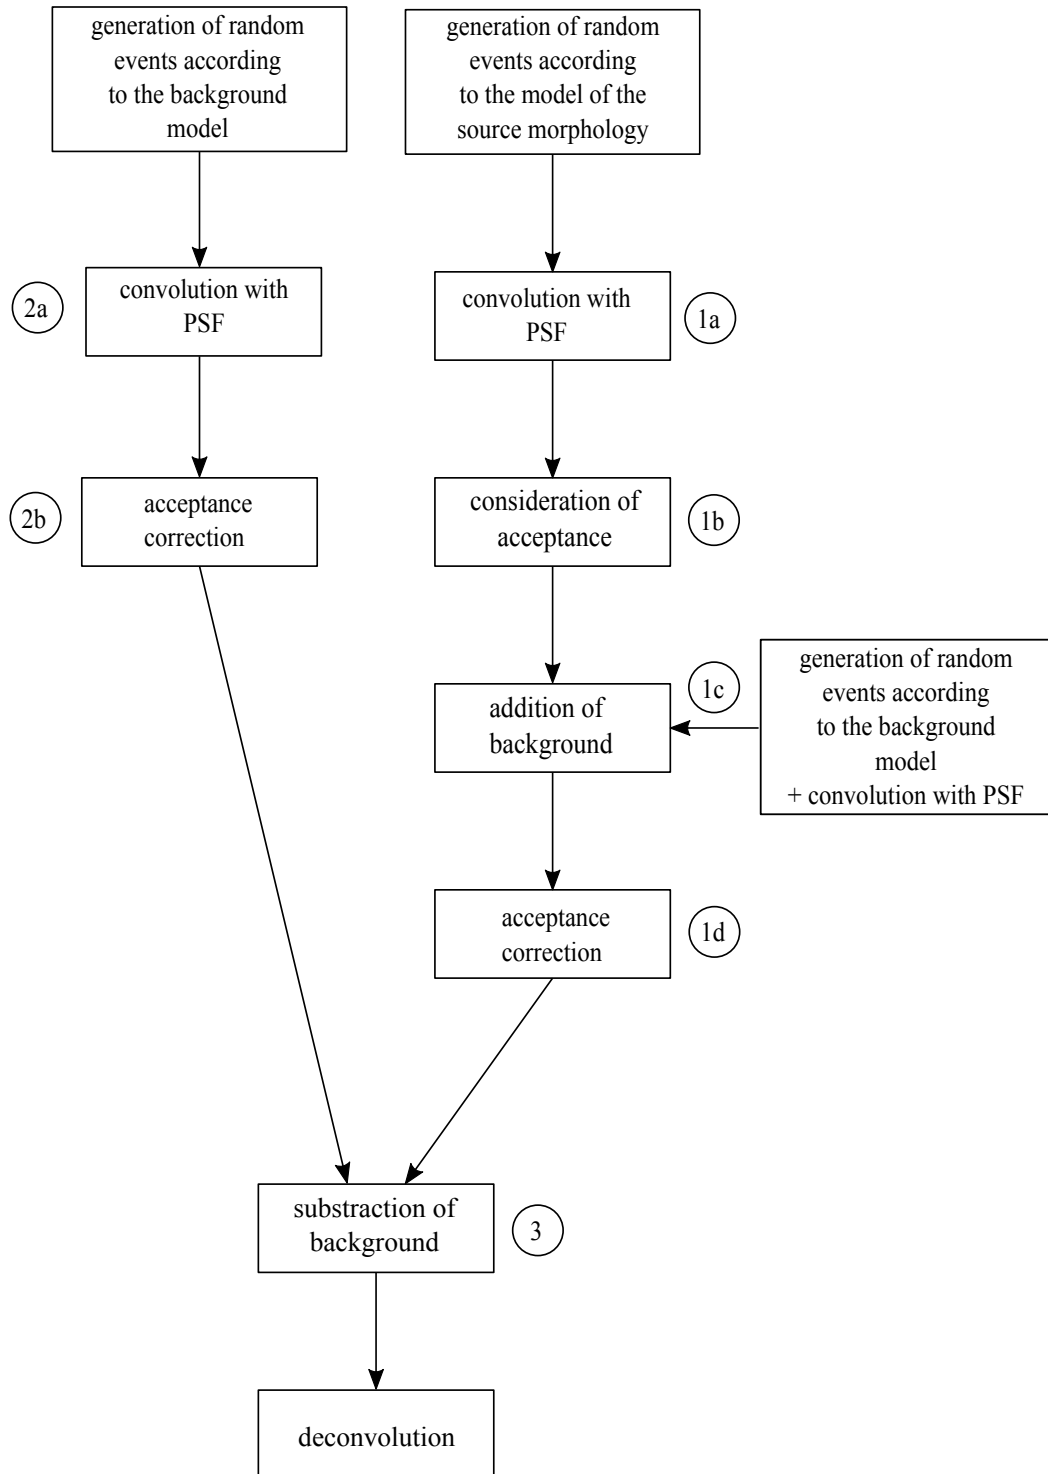 generation of random
events according
to the background
model
generation of random
events according
to the model of the
source morphology
2a
convolution with
PSF
convolution with
PSF
1a
2b
acceptance
correction
consideration of
acceptance
1b
addition of
background
1c
generation of random
events according
to the background
model
+ convolution with PSF
acceptance
correction
1d
substraction of
background
3
deconvolution